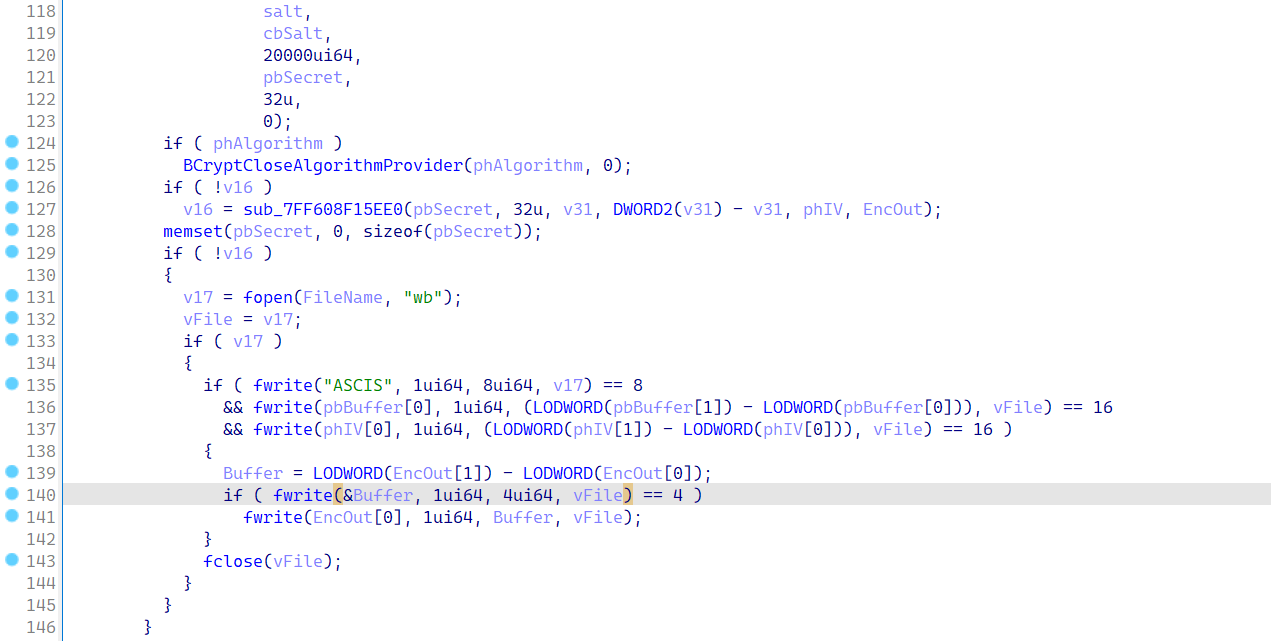 118 salt,
119 cbSalt,
120 20000ui64,
121 pbSecret,
122 32u,
123 0);
124 if ( phAlgorithm )
125 BCryptCloseAlgorithmProvider(phAlgorithm, 0);
126 if ( !v16 )
127 v16 = sub_7FF608F15EE0(pbSecret, 32u, v31, DWORD2(v31) - v31, phIV, EncOut);
128 memset(pbSecret, 0, sizeof(pbSecret));
129 if ( !v16 )
130 {
131 v17 = fopen(FileName, "wb");
132 vFile = v17;
133 if ( v17 )
134 {
135 if ( fwrite("ASCIS", 1ui64, 8ui64, v17) == 8
136 && fwrite(pbBuffer[0], 1ui64, (LODWORD(pbBuffer[1]) - LODWORD(pbBuffer[0])), vFile) == 16
137 && fwrite(phIV[0], 1ui64, (LODWORD(phIV[1]) - LODWORD(phIV[0])), vFile) == 16 )
138 {
139 Buffer = LODWORD(EncOut[1]) - LODWORD(EncOut[0]);
140 if ( fwrite(&Buffer, 1ui64, 4ui64, vFile) == 4 )
141 fwrite(EncOut[0], 1ui64, Buffer, vFile);
142 }
143 fclose(vFile);
144 }
145 }
146 }